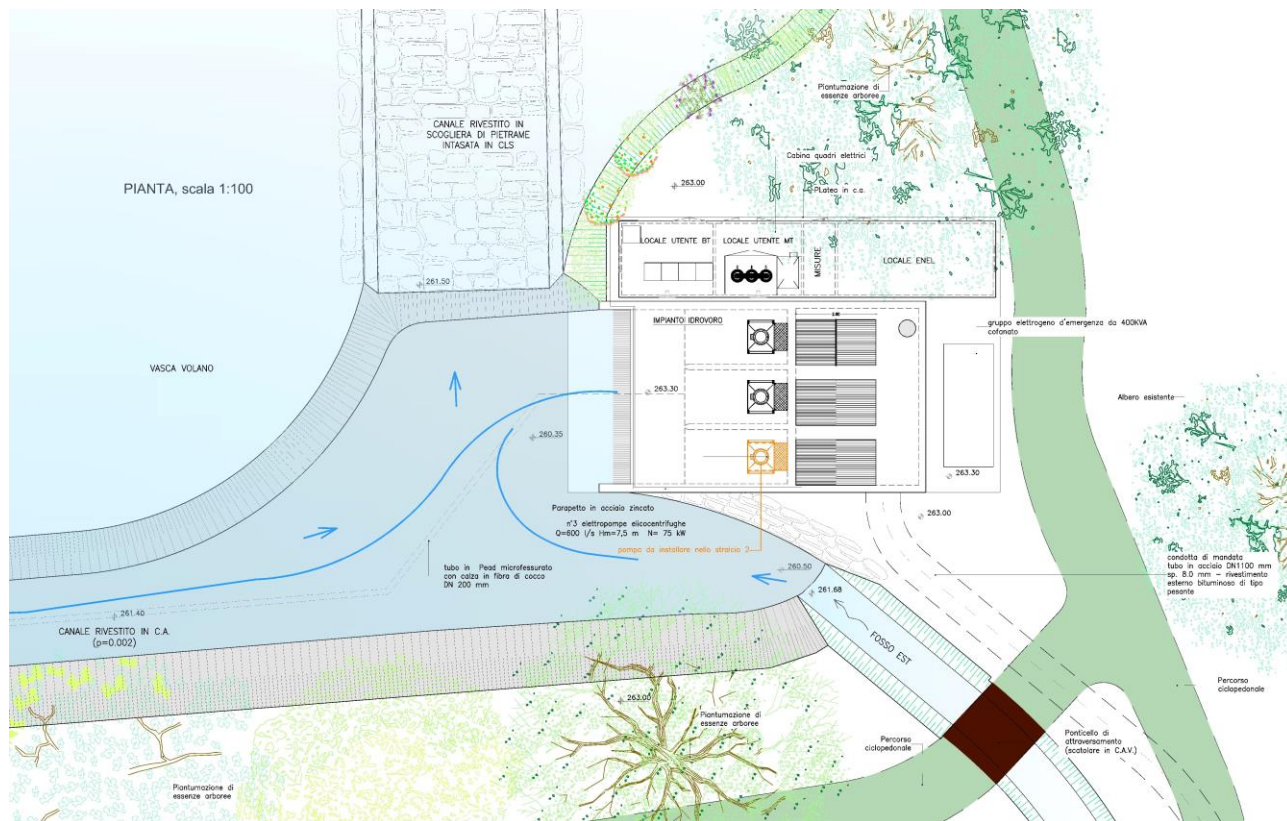 Piantumazione di
essenze arboree
CANALE RIVESTITO IN
SCOGLIERA DI PIETRAME
INTASATA IN CLS
Cabina quadri elettrici
PIANTA, scala 1:100
263.00
PLatea in c.a.
LOCALE UTENTE BT
LOCALE UTENTE MT
MISURE
LOCALE ENEL
261.50
IMPIANTO IDROVORO
gruppo elettrogeno d'emergenza da 400KVA
cofanato
VASCA VOLANO
263.30
Albero esistente
260.35
263.30
Parapetto in acciaio zincato
n°3 elettropompe elicocentrifughe
Q=600 l/s Hm=7,5 m N= 75 kW
263.00
pompa da installare nello stralcio 2
condotta di mandata
tubo in acciaio DN1100 mm
sp. 8.0 mm – rivestimento
esterno bituminoso di tipo
pesante
tubo in Pead microfessurato
con calza in fibra di cocco
DN 200 mm
260.50
261.68
261.40
CANALE RIVESTITO IN C.A.
(p=0.002)
FOSSO EST
Percorso
ciclopedonale
263.00
Piantumazione di
essenze arboree
Percorso
ciclopedonale
Ponticello di
attraversamento
(scatolare in C.A.V.)
Piantumazione di
essenze arboree